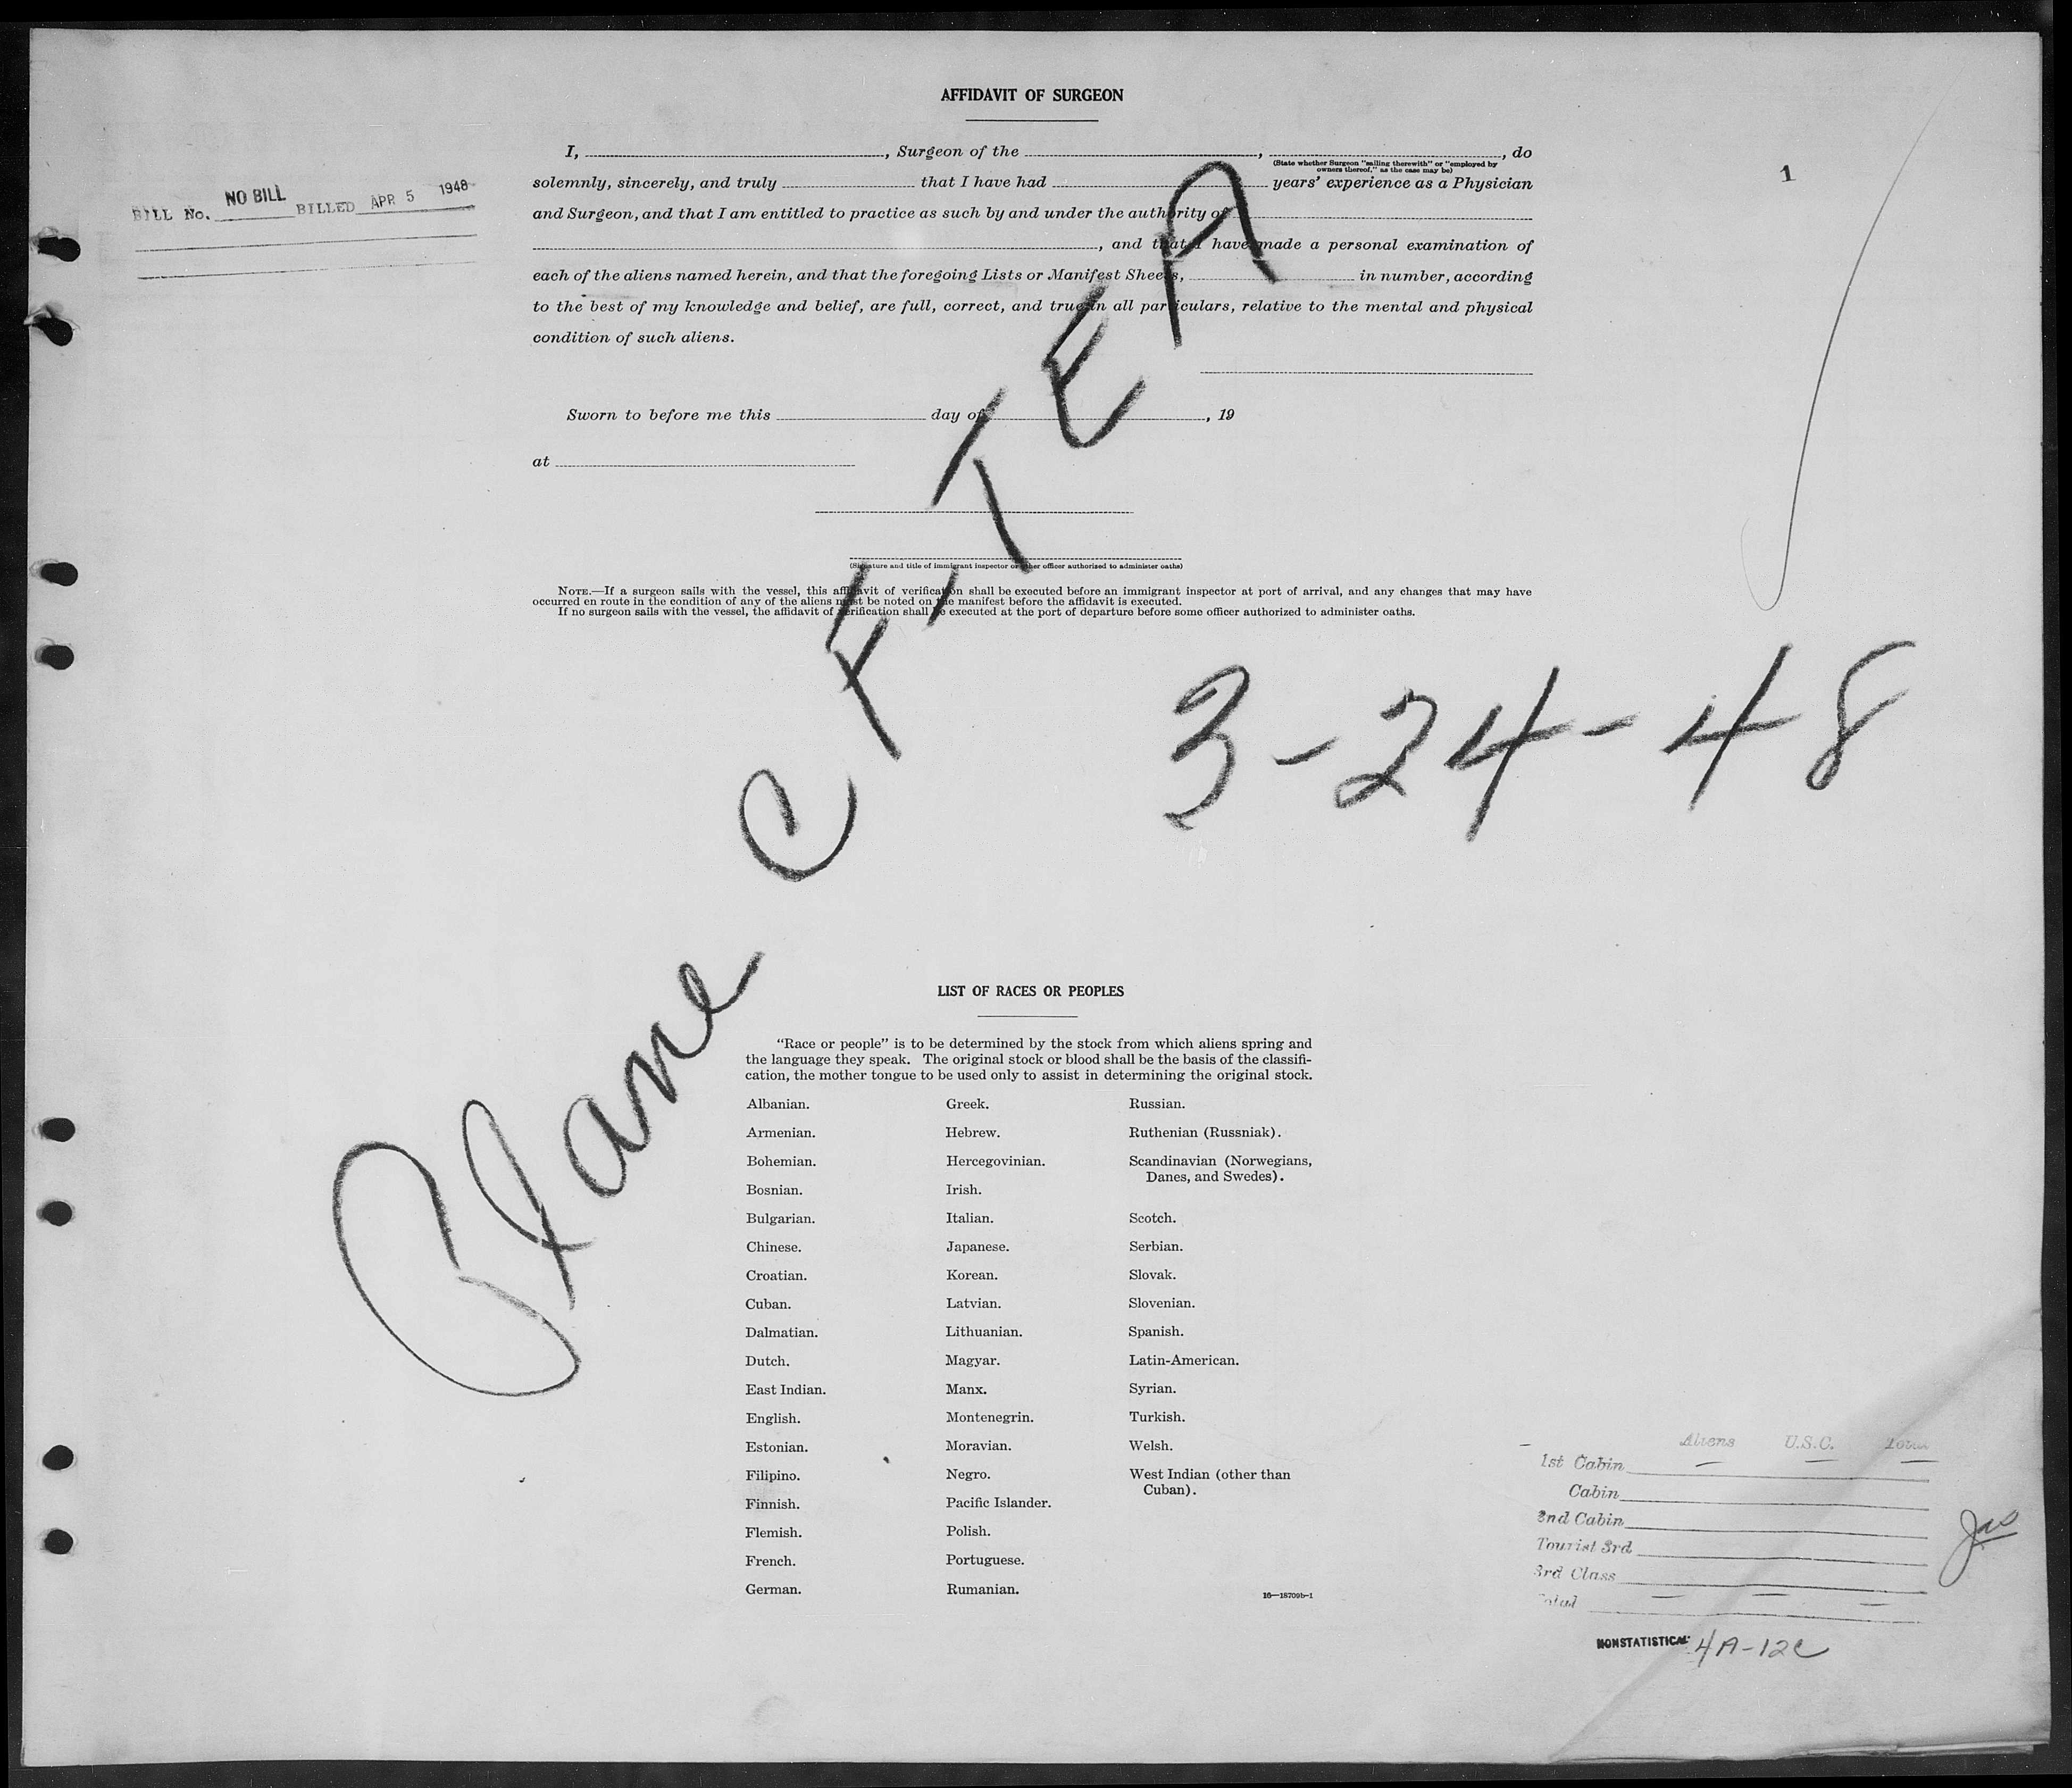 AFFIDAVIT OF SURGEON
I, , Surgeon of the , , do
(State whether Surgeon "sailing therewith" or "employed by
owners thereof," as the case may be)
solemnly, sincerely, and truly that I have had years' experience as a Physician
and Surgeon, and that I am entitled to practice as such by and under the authority of
, and that I have made a personal examination of
each of the aliens named herein, and that the foregoing Lists or Manifest Sheets, in number, according
to the best of my knowledge and belief, are full, correct, and true in all particulars, relative to the mental and physical
condition of such aliens.
Sworn to before me this day of , 19
at
(Signature and title of immigrant inspector or other officer authorized to administer oaths)
NOTE.—If a surgeon sails with the vessel, this affidavit of verification shall be executed before an immigrant inspector at port of arrival, and any changes that may have
occurred en route in the condition of any of the aliens must be noted on the manifest before the affidavit is executed.
If no surgeon sails with the vessel, the affidavit of verification shall be executed at the port of departure before some officer authorized to administer oaths.
BILL No. NO BILL BILLED APR 5 1948
1
Plane CF-TEA
3-24-48
LIST OF RACES OR PEOPLES
"Race or people" is to be determined by the stock from which aliens spring and
the language they speak. The original stock or blood shall be the basis of the classifi-
cation, the mother tongue to be used only to assist in determining the original stock.
Albanian.
Armenian.
Bohemian.
Bosnian.
Bulgarian.
Chinese.
Croatian.
Cuban.
Dalmatian.
Dutch.
East Indian.
English.
Estonian.
Filipino.
Finnish.
Flemish.
French.
German.
Greek.
Hebrew.
Hercegovinian.
Irish.
Italian.
Japanese.
Korean.
Latvian.
Lithuanian.
Magyar.
Manx.
Montenegrin.
Moravian.
Negro.
Pacific Islander.
Polish.
Portuguese.
Rumanian.
Russian.
Ruthenian (Russniak).
Scandinavian (Norwegians,
Danes, and Swedes).
Scotch.
Serbian.
Slovak.
Slovenian.
Spanish.
Latin-American.
Syrian.
Turkish.
Welsh.
West Indian (other than
Cuban).
16—18709b-1
Aliens U.S.C. Total
1st Cabin — — —
Cabin
2nd Cabin
Tourist 3rd
3rd Class
Total — — —
NONSTATISTICAL 4A-12C